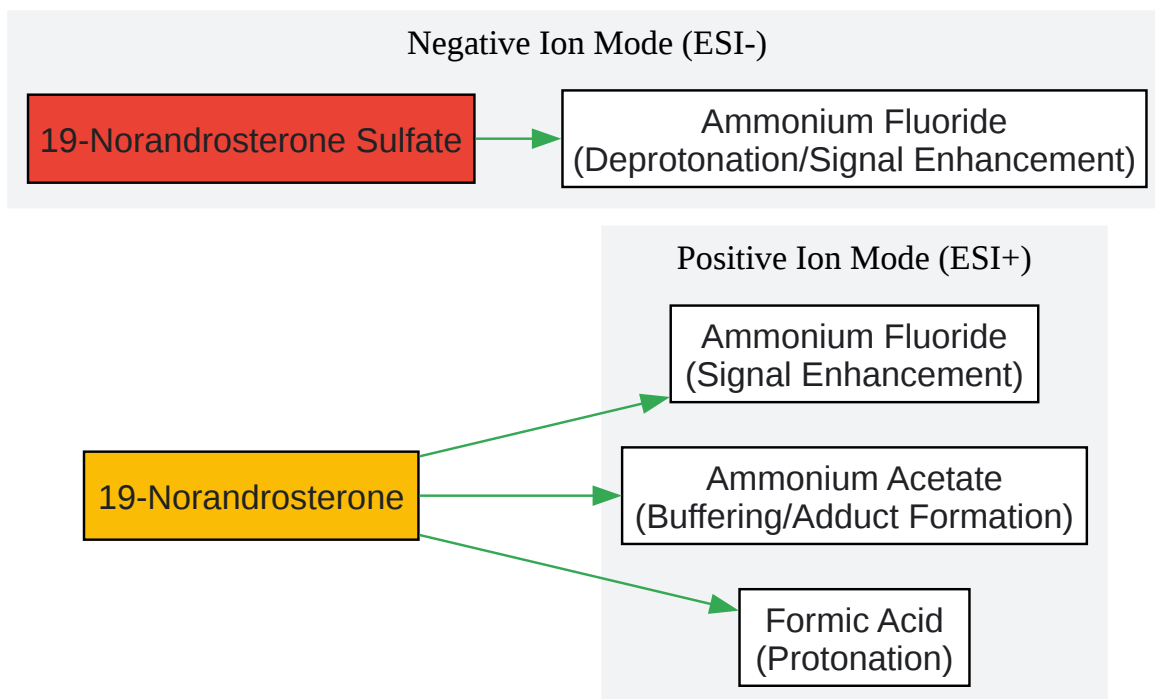 Negative Ion Mode (ESI-)
19-Norandrosterone Sulfate
Ammonium Fluoride
(Deprotonation/Signal Enhancement)
Positive Ion Mode (ESI+)
Ammonium Fluoride
(Signal Enhancement)
19-Norandrosterone
Ammonium Acetate
(Buffering/Adduct Formation)
Formic Acid
(Protonation)